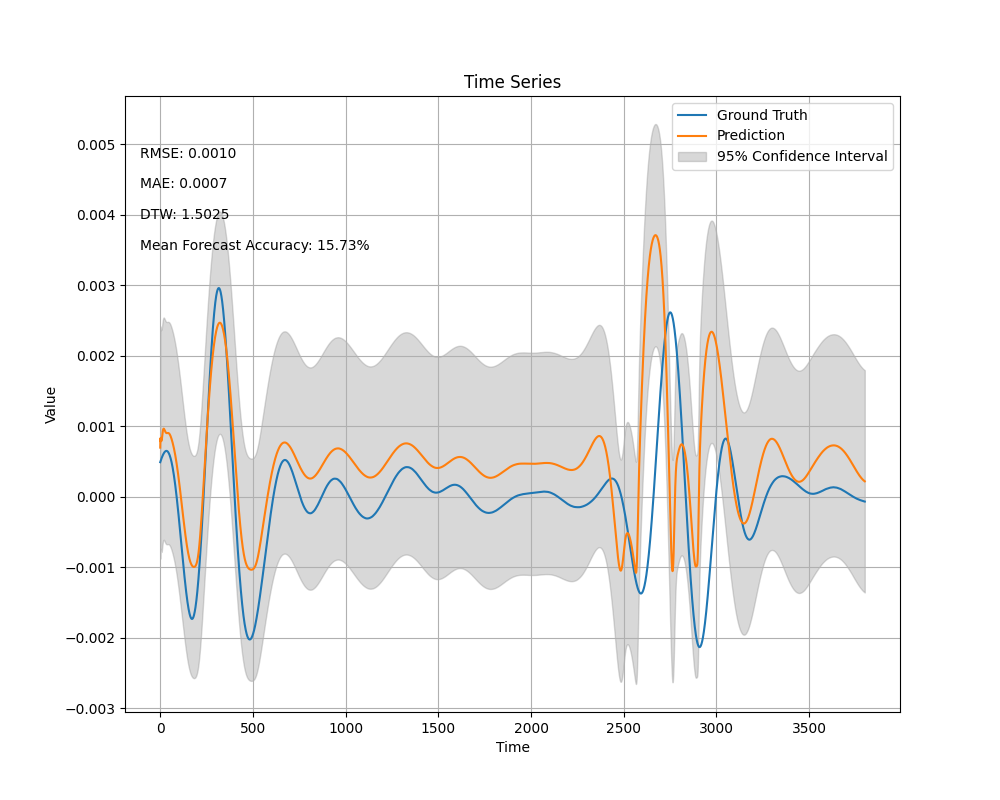 Time Series
Ground Truth
Prediction
95% Confidence Interval
RMSE: 0.0010
MAE: 0.0007
DTW: 1.5025
Mean Forecast Accuracy: 15.73%
Value
0.005
0.004
0.003
0.002
0.001
0.000
−0.001
−0.002
−0.003
0 500 1000 1500 2000 2500 3000 3500
Time